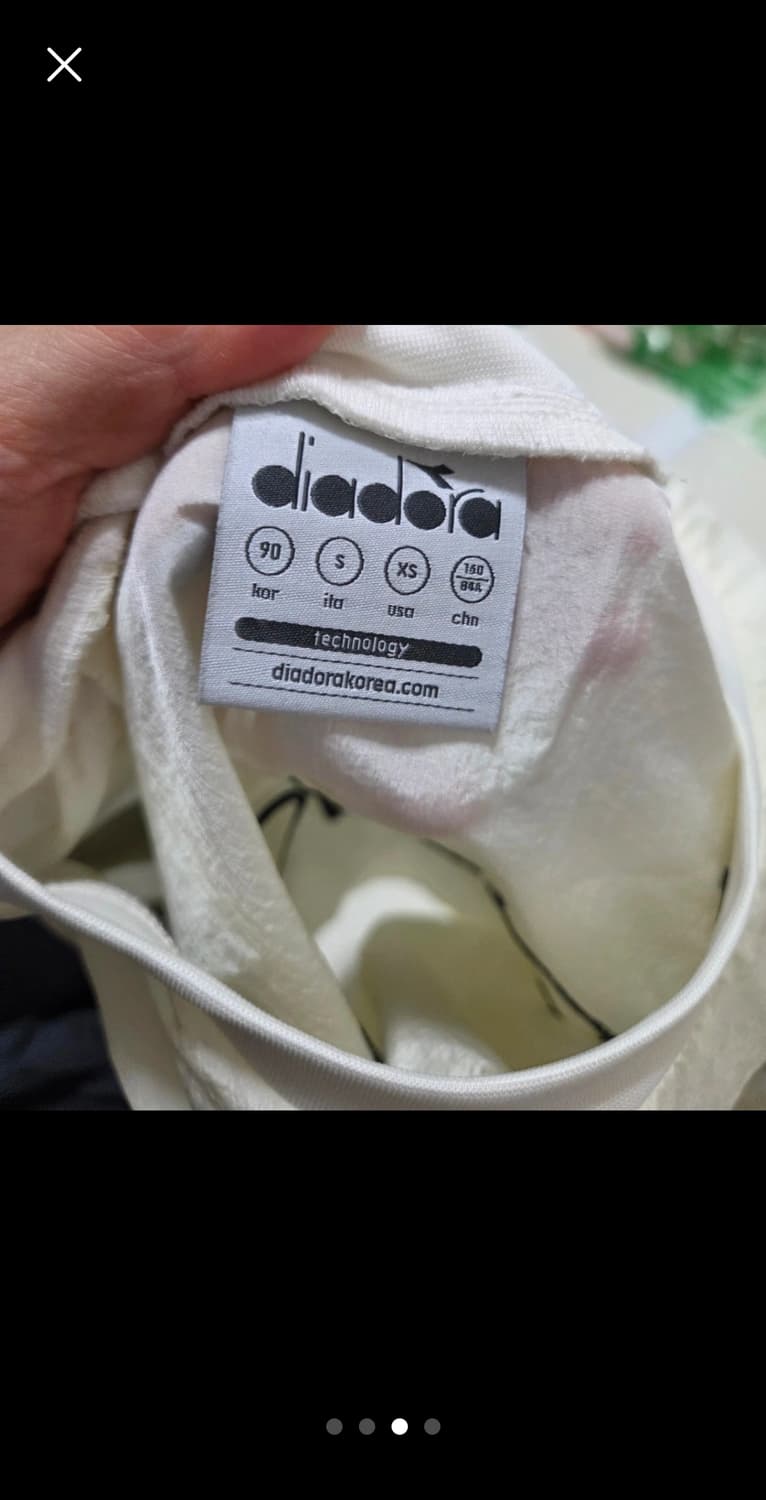 diadora
90 S XS 160/84A
kor ita usa chn
technology
diadorakorea.com